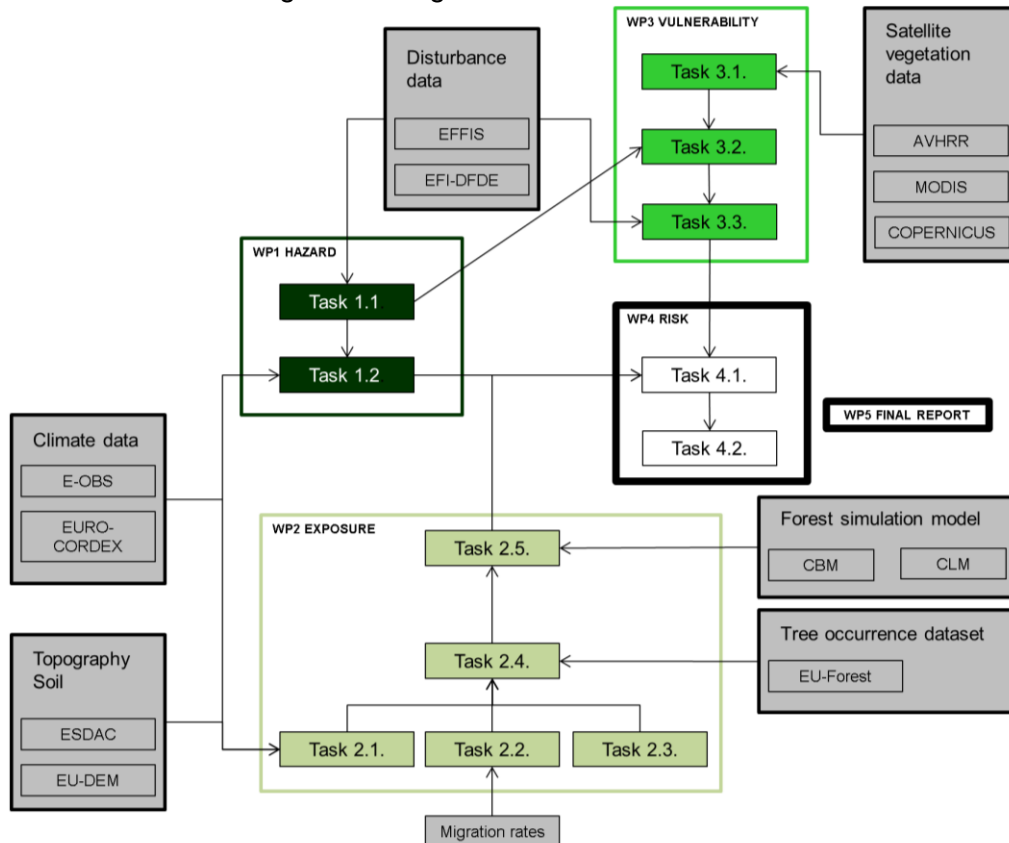 WP3 VULNERABILITY
Disturbance
data
EFFIS
EFI-DFDE
Task 3.1.
Task 3.2.
Task 3.3.
Satellite
vegetation
data
AVHRR
MODIS
COPERNICUS
WP1 HAZARD
Task 1.1.
Task 1.2.
WP4 RISK
Task 4.1.
Task 4.2.
WP5 FINAL REPORT
Climate data
E-OBS
EURO-
CORDEX
WP2 EXPOSURE
Task 2.5.
Task 2.4.
Task 2.1.
Task 2.2.
Task 2.3.
Forest simulation model
CBM
CLM
Tree occurrence dataset
EU-Forest
Topography
Soil
ESDAC
EU-DEM
Migration rates